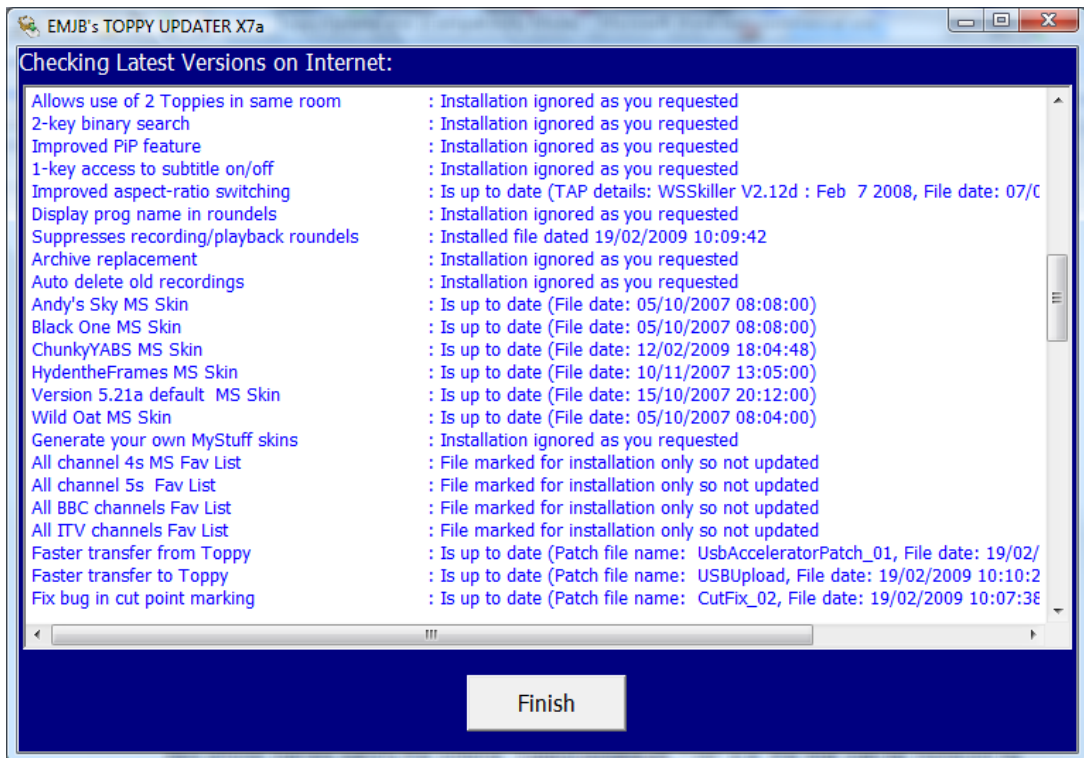 EMJB's TOPPY UPDATER X7a
Checking Latest Versions on Internet:
Allows use of 2 Toppies in same room : Installation ignored as you requested
2-key binary search : Installation ignored as you requested
Improved PiP feature : Installation ignored as you requested
1-key access to subtitle on/off : Installation ignored as you requested
Improved aspect-ratio switching : Is up to date (TAP details: WSSkiller V2.12d : Feb 7 2008, File date: 07/0
Display prog name in roundels : Installation ignored as you requested
Suppresses recording/playback roundels : Installed file dated 19/02/2009 10:09:42
Archive replacement : Installation ignored as you requested
Auto delete old recordings : Installation ignored as you requested
Andy's Sky MS Skin : Is up to date (File date: 05/10/2007 08:08:00)
Black One MS Skin : Is up to date (File date: 05/10/2007 08:08:00)
ChunkyYABS MS Skin : Is up to date (File date: 12/02/2009 18:04:48)
HydentheFrames MS Skin : Is up to date (File date: 10/11/2007 13:05:00)
Version 5.21a default MS Skin : Is up to date (File date: 15/10/2007 20:12:00)
Wild Oat MS Skin : Is up to date (File date: 05/10/2007 08:04:00)
Generate your own MyStuff skins : Installation ignored as you requested
All channel 4s MS Fav List : File marked for installation only so not updated
All channel 5s Fav List : File marked for installation only so not updated
All BBC channels Fav List : File marked for installation only so not updated
All ITV channels Fav List : File marked for installation only so not updated
Faster transfer from Toppy : Is up to date (Patch file name: UsbAcceleratorPatch_01, File date: 19/02/
Faster transfer to Toppy : Is up to date (Patch file name: USBUpload, File date: 19/02/2009 10:10:2
Fix bug in cut point marking : Is up to date (Patch file name: CutFix_02, File date: 19/02/2009 10:07:38
Finish